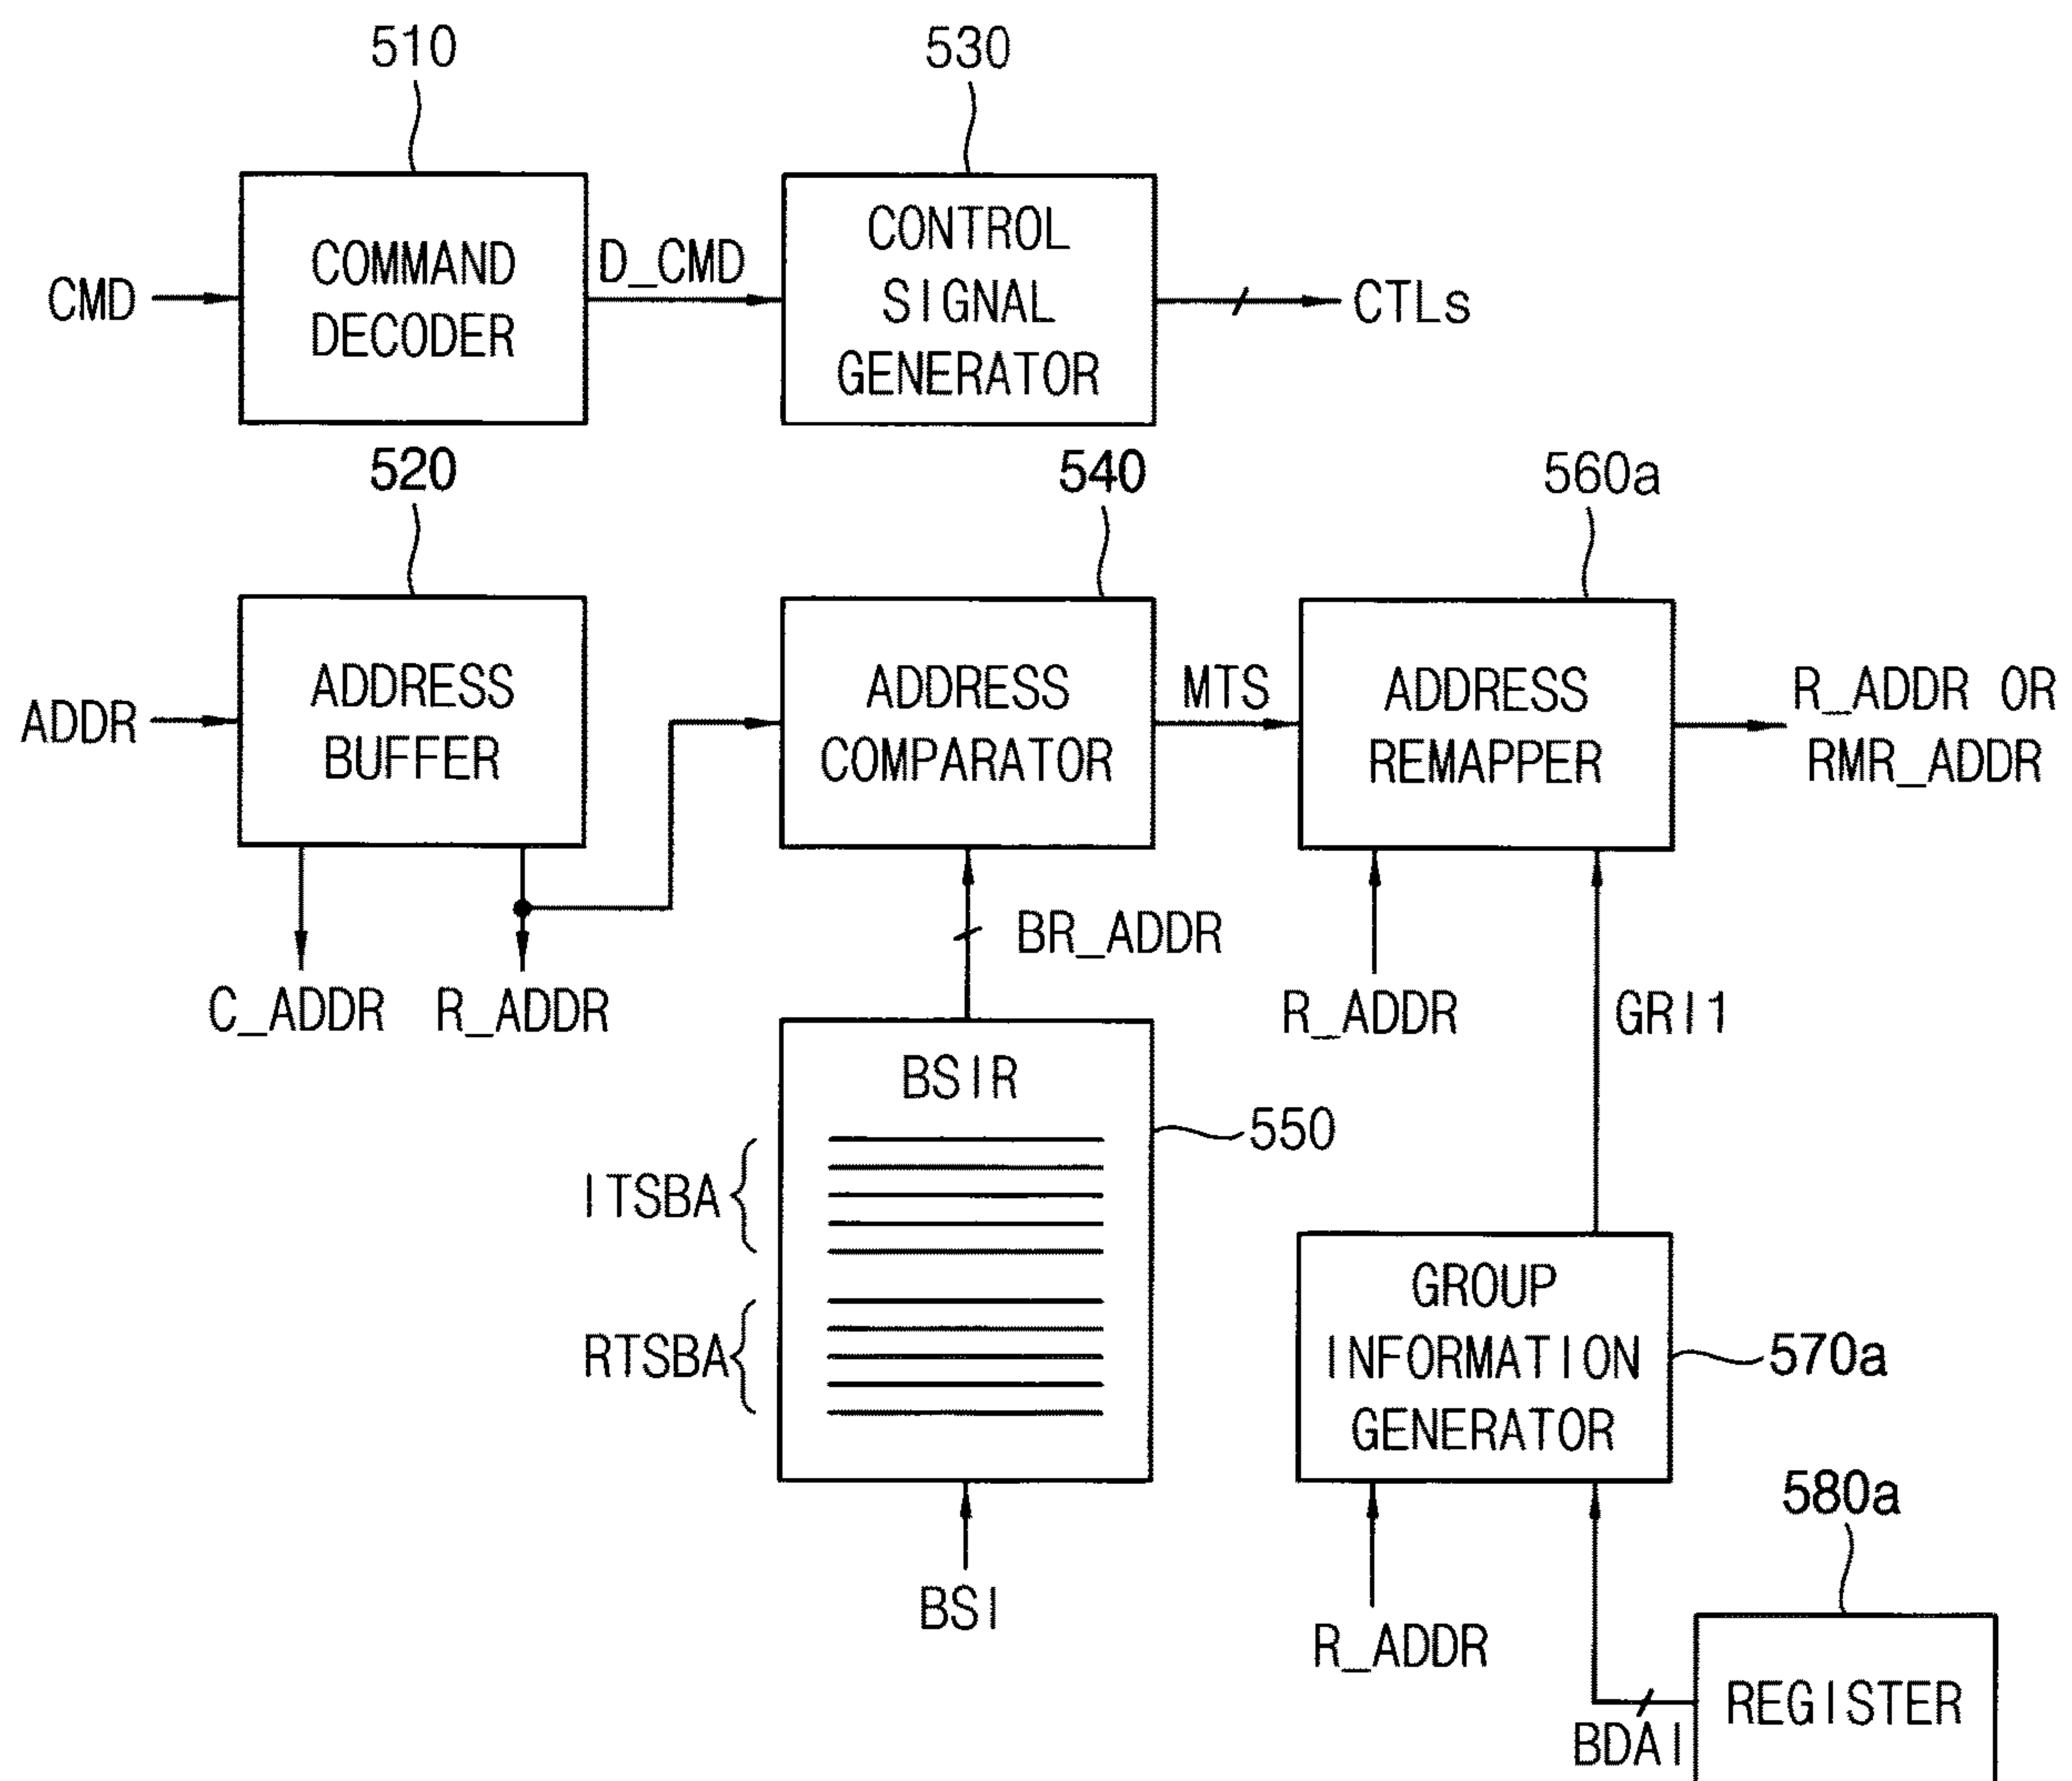 510
530
COMMAND
DECODER
CONTROL
SIGNAL
GENERATOR
CMD
D_CMD
CTLs
520
540
560a
ADDRESS
BUFFER
ADDRESS
COMPARATOR
ADDRESS
REMAPPER
ADDR
MTS
R_ADDR OR
RMR_ADDR
C_ADDR
R_ADDR
BR_ADDR
R_ADDR
GRI1
BSIR
550
ITSBA
RTSBA
BSI
GROUP
INFORMATION
GENERATOR
570a
R_ADDR
580a
REGISTER
BDAI